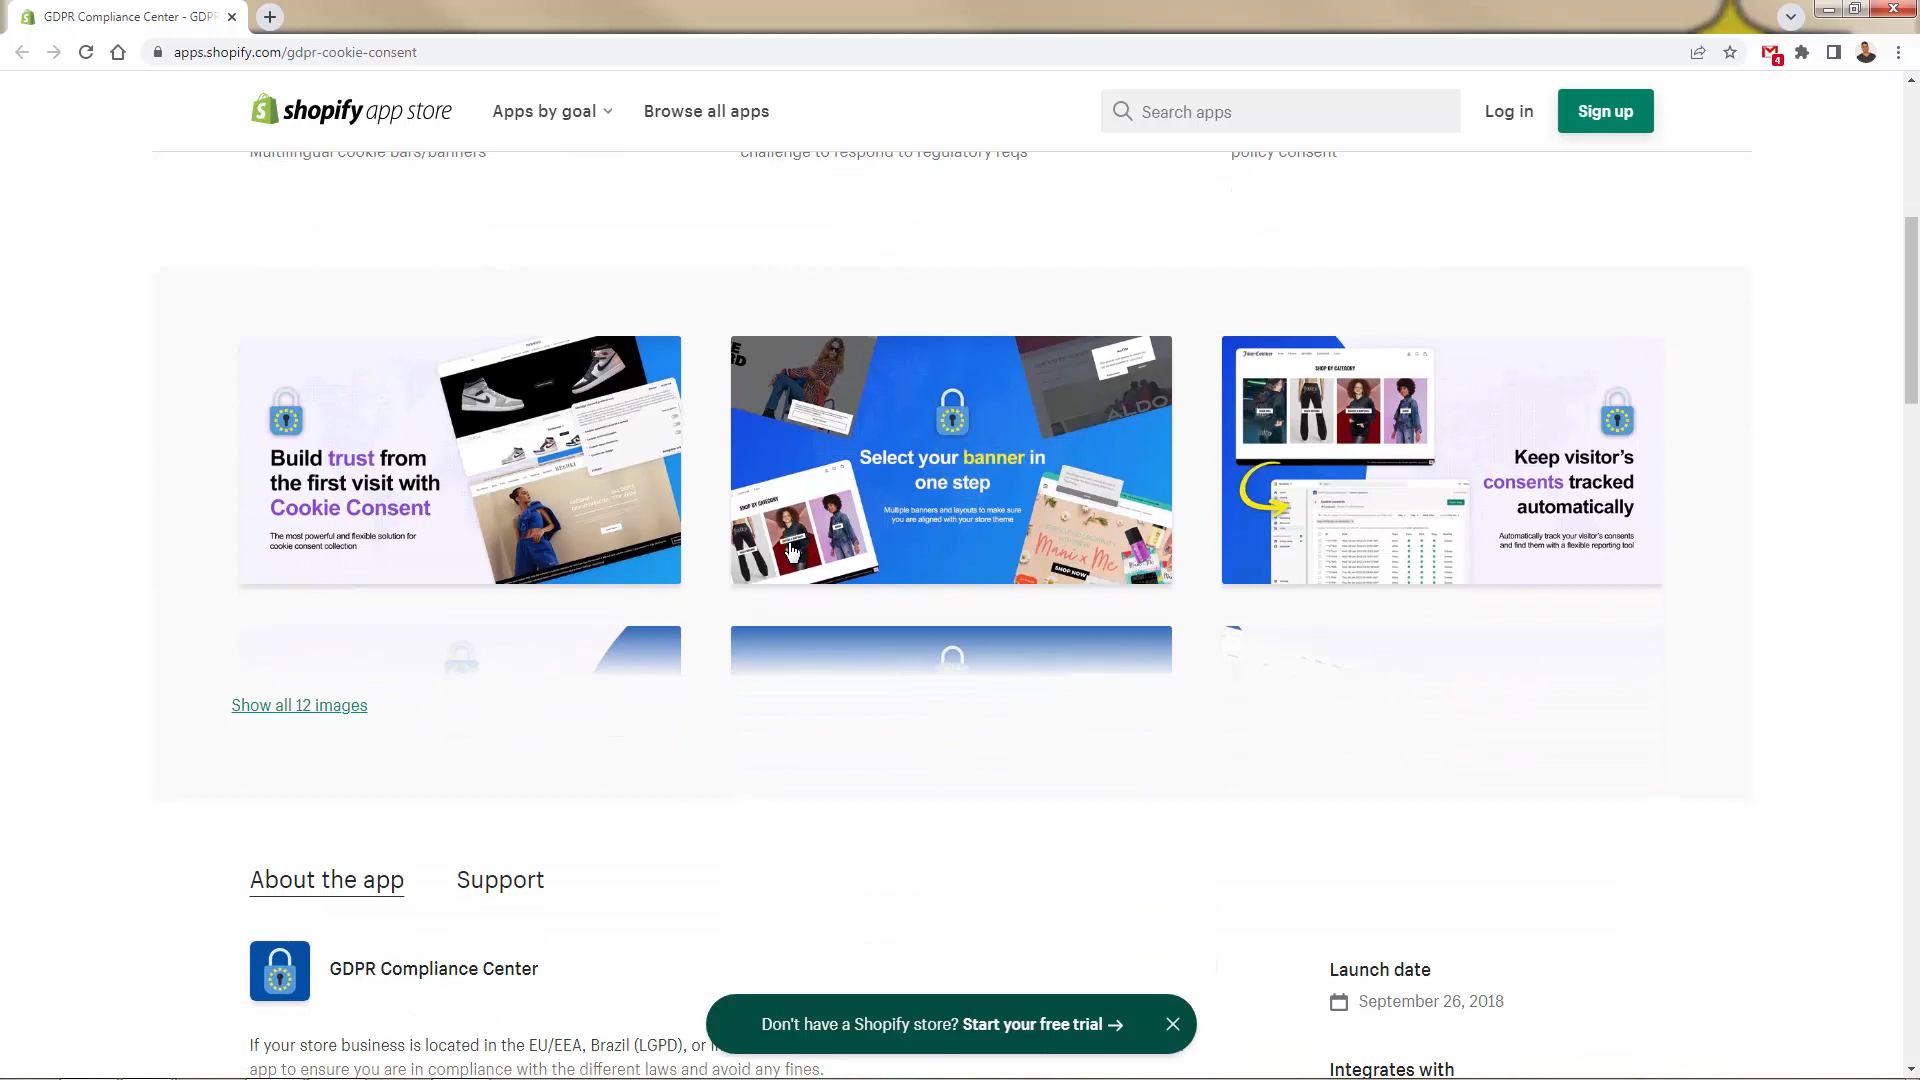 GDPR Compliance Center - GDPR
apps.shopify.com/gdpr-cookie-consent
4
shopify app store
Apps by goal
Browse all apps
Search apps
Log in
Sign up
Multilingual cookie bars/banners
challenge to respond to regulatory reqs
policy consent
Build trust from
the first visit with
Cookie Consent
The most powerful and flexible solution for
cookie consent collection
ALDO
Select your banner in
one step
Multiple banners and layouts to make sure
you are aligned with your store theme
SHOP BY CATEGORY
Mani x Me
SHOP NOW
SHOP BY CATEGORY
Keep visitor's
consents tracked
automatically
Automatically track your visitor's consents
and find them with a flexible reporting tool
Show all 12 images
About the app
Support
GDPR Compliance Center
If your store business is located in the EU/EEA, Brazil (LGPD), or
app to ensure you are in compliance with the different laws and avoid any fines.
Launch date
September 26, 2018
Integrates with
Don't have a Shopify store? Start your free trial →